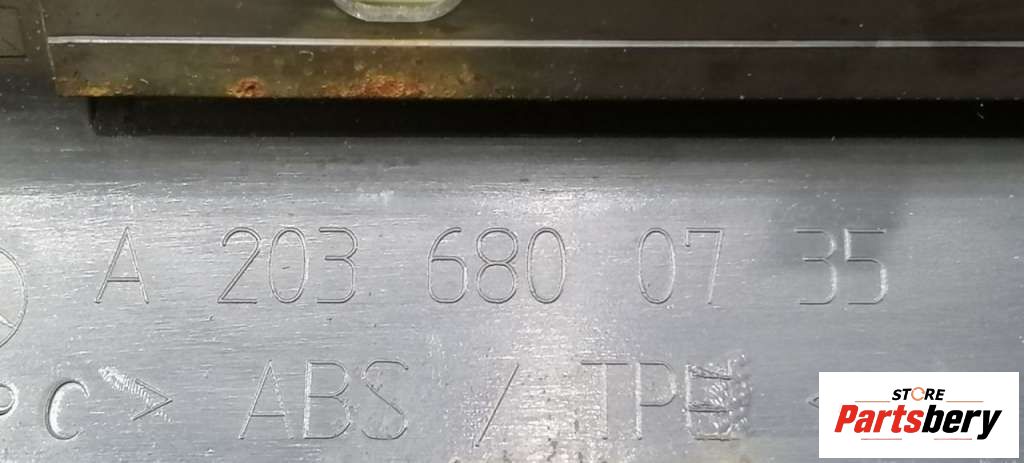 A 203 680 07 35
PC > ABS / TPE <
STORE
Partsbery